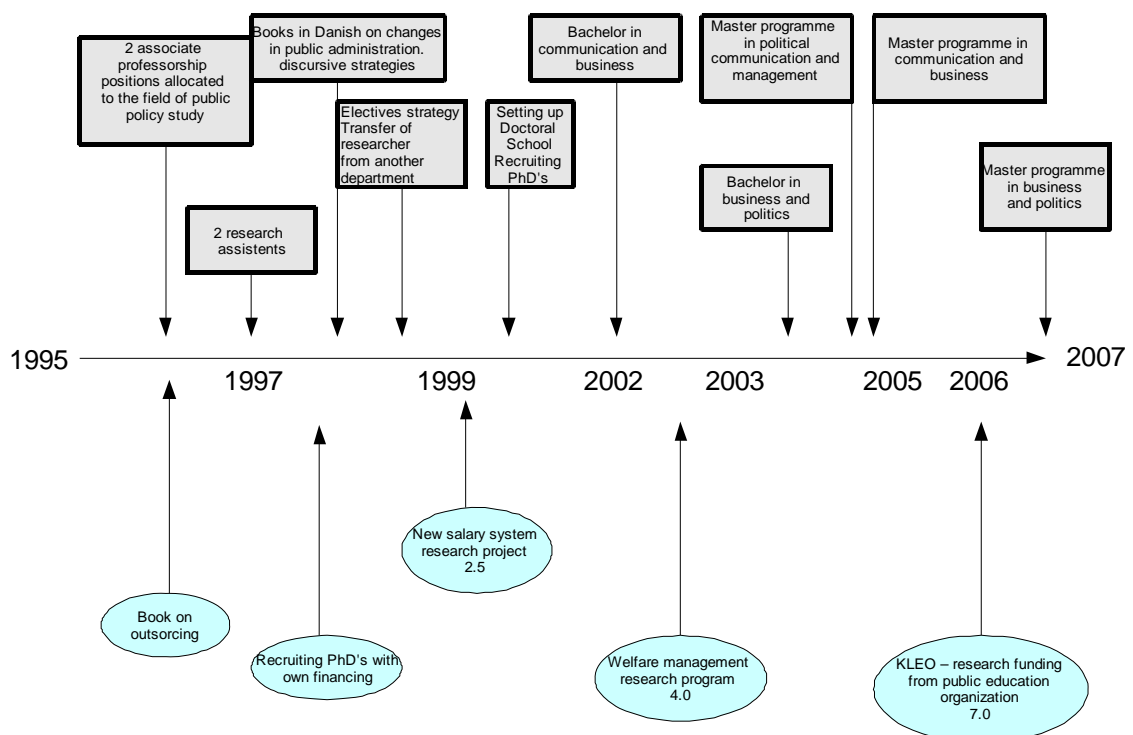 2 associate
professorship
positions allocated
to the field of public
policy study
Books in Danish on changes
in public administration.
discursive strategies
Bachelor in
communication and
business
Master programme
in political
communication and
management
Master programme in
communication and
business
Electives strategy
Transfer of
researcher
from another
department
Setting up
Doctoral
School
Recruiting
PhD's
Master programme
in business
and politics
Bachelor in
business and
politics
2 research
assistents
1995
2007
1997
1999
2002
2003
2005
2006
New salary system
research project
2.5
Book on
outsorcing
Recruiting PhD's with
own financing
Welfare management
research program
4.0
KLEO – research funding
from public education
organization
7.0